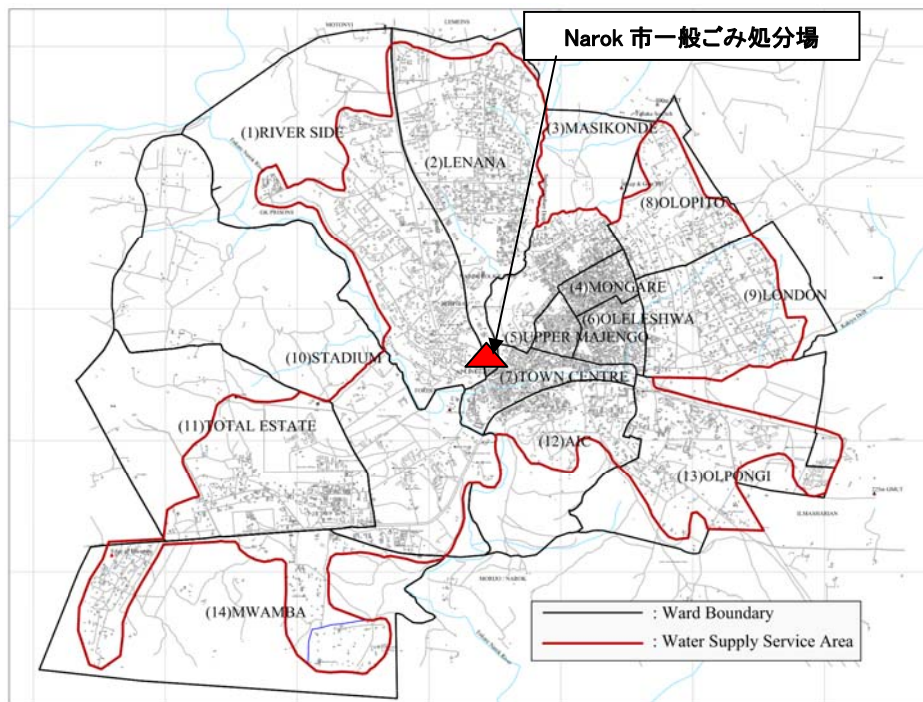 Narok 市一般ごみ処分場
(1)RIVER SIDE
(2)LENANA
(3)MASIKONDE
(8)OLOPITO
(4)MONGARE
(9)LONDON
(6)OLELESHWA
(5)UPPER MAJENGO
(10)STADIUM
(7)TOWN CENTRE
(11)TOTAL ESTATE
(12)AIC
(13)OLPONGI
(14)MWAMBA
: Ward Boundary
: Water Supply Service Area